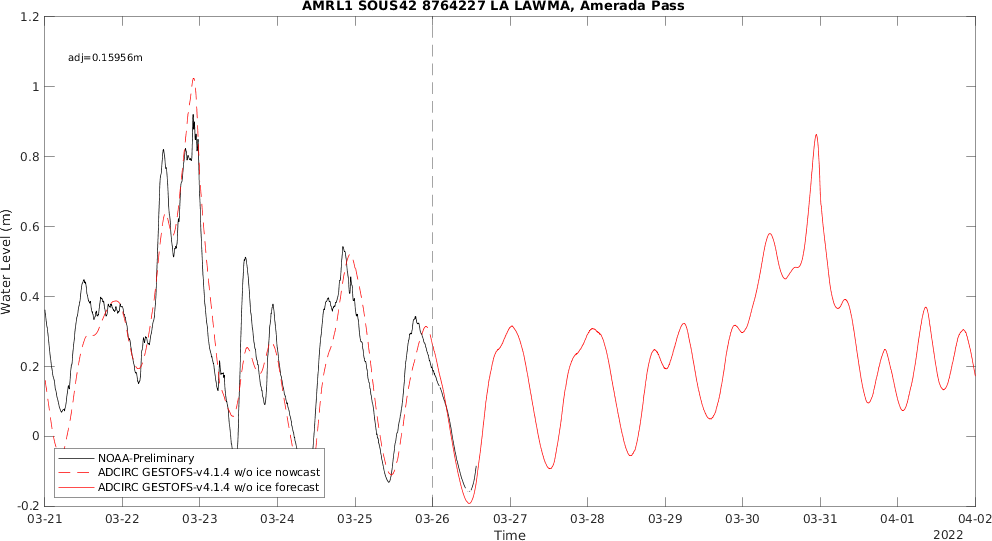 AMRL1 SOUS42 8764227 LA LAWMA, Amerada Pass
1.2
adj=0.15956m
1
0.8
0.6
Water Level (m)
0.4
0.2
0
-0.2
NOAA-Preliminary
ADCIRC GESTOFS-v4.1.4 w/o ice nowcast
ADCIRC GESTOFS-v4.1.4 w/o ice forecast
03-21 03-22 03-23 03-24 03-25 03-26 03-27 03-28 03-29 03-30 03-31 04-01 04-02
Time
2022